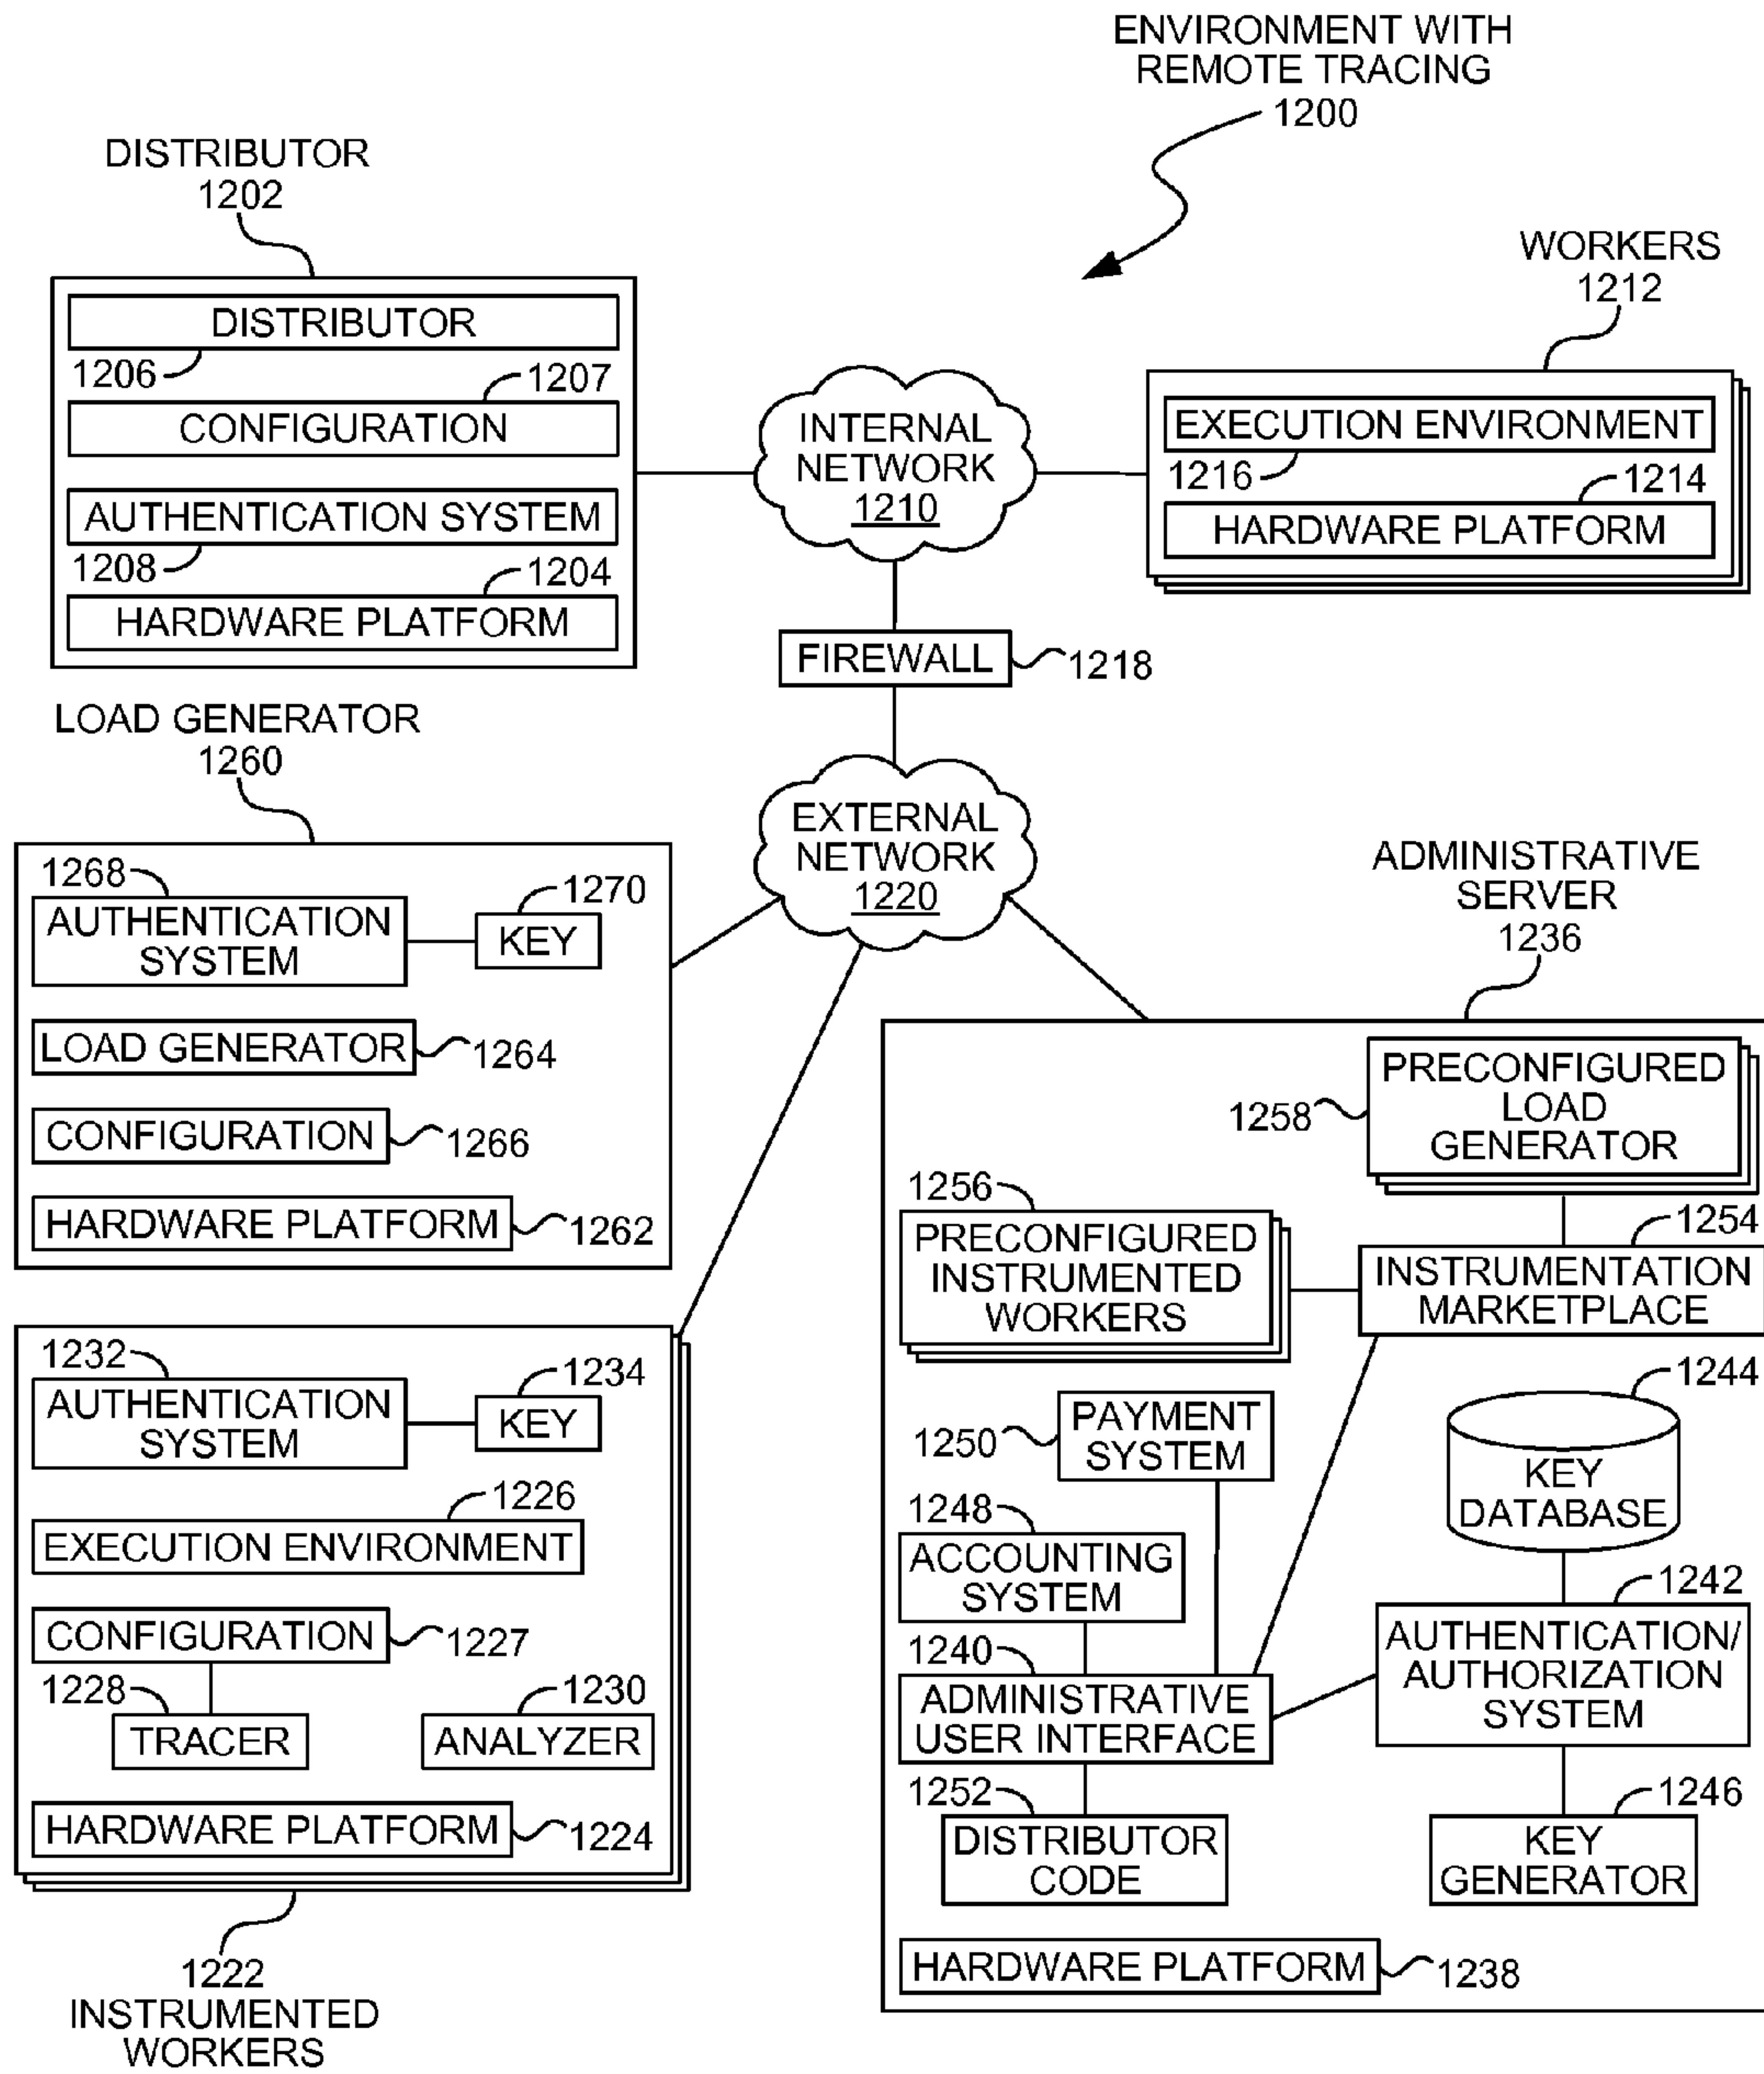 ENVIRONMENT WITH
REMOTE TRACING
1200
DISTRIBUTOR
1202
DISTRIBUTOR
1206
1207
CONFIGURATION
AUTHENTICATION SYSTEM
1208
1204
HARDWARE PLATFORM
INTERNAL
NETWORK
1210
WORKERS
1212
EXECUTION ENVIRONMENT
1216
1214
HARDWARE PLATFORM
FIREWALL
1218
LOAD GENERATOR
1260
1268
AUTHENTICATION
SYSTEM
1270
KEY
LOAD GENERATOR
1264
CONFIGURATION
1266
HARDWARE PLATFORM
1262
EXTERNAL
NETWORK
1220
ADMINISTRATIVE
SERVER
1236
PRECONFIGURED
LOAD
GENERATOR
1258
1256
PRECONFIGURED
INSTRUMENTED
WORKERS
1254
INSTRUMENTATION
MARKETPLACE
1250
PAYMENT
SYSTEM
1244
KEY
DATABASE
1248
ACCOUNTING
SYSTEM
1242
AUTHENTICATION/
AUTHORIZATION
SYSTEM
1240
ADMINISTRATIVE
USER INTERFACE
1252
DISTRIBUTOR
CODE
1246
KEY
GENERATOR
HARDWARE PLATFORM
1238
1232
AUTHENTICATION
SYSTEM
1234
KEY
1226
EXECUTION ENVIRONMENT
CONFIGURATION
1227
1228
TRACER
1230
ANALYZER
HARDWARE PLATFORM
1224
1222
INSTRUMENTED
WORKERS